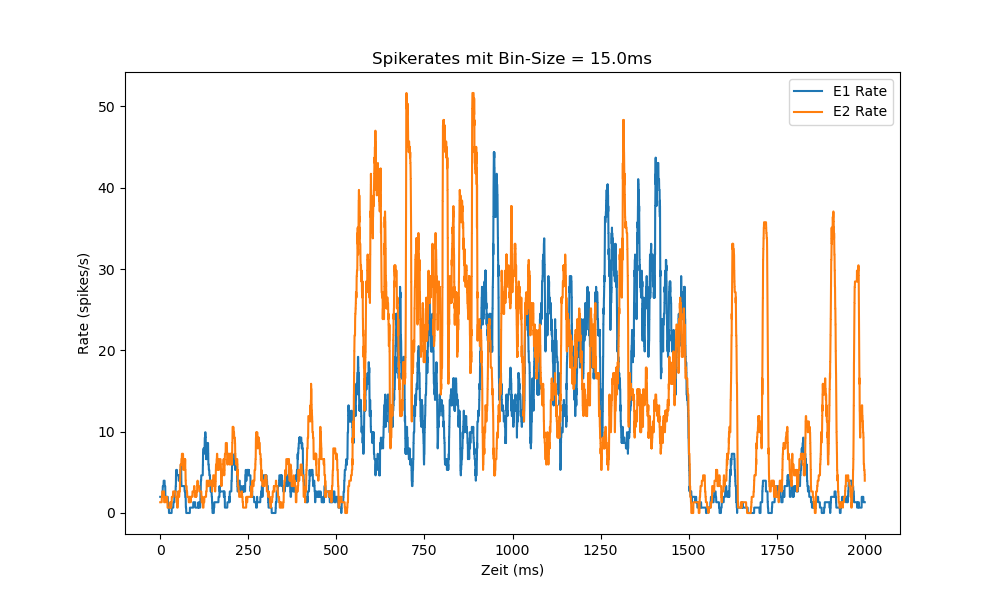 Spikerates mit Bin-Size = 15.0ms
E1 Rate
E2 Rate
50
40
30
20
10
0
Rate (spikes/s)
0 250 500 750 1000 1250 1500 1750 2000
Zeit (ms)